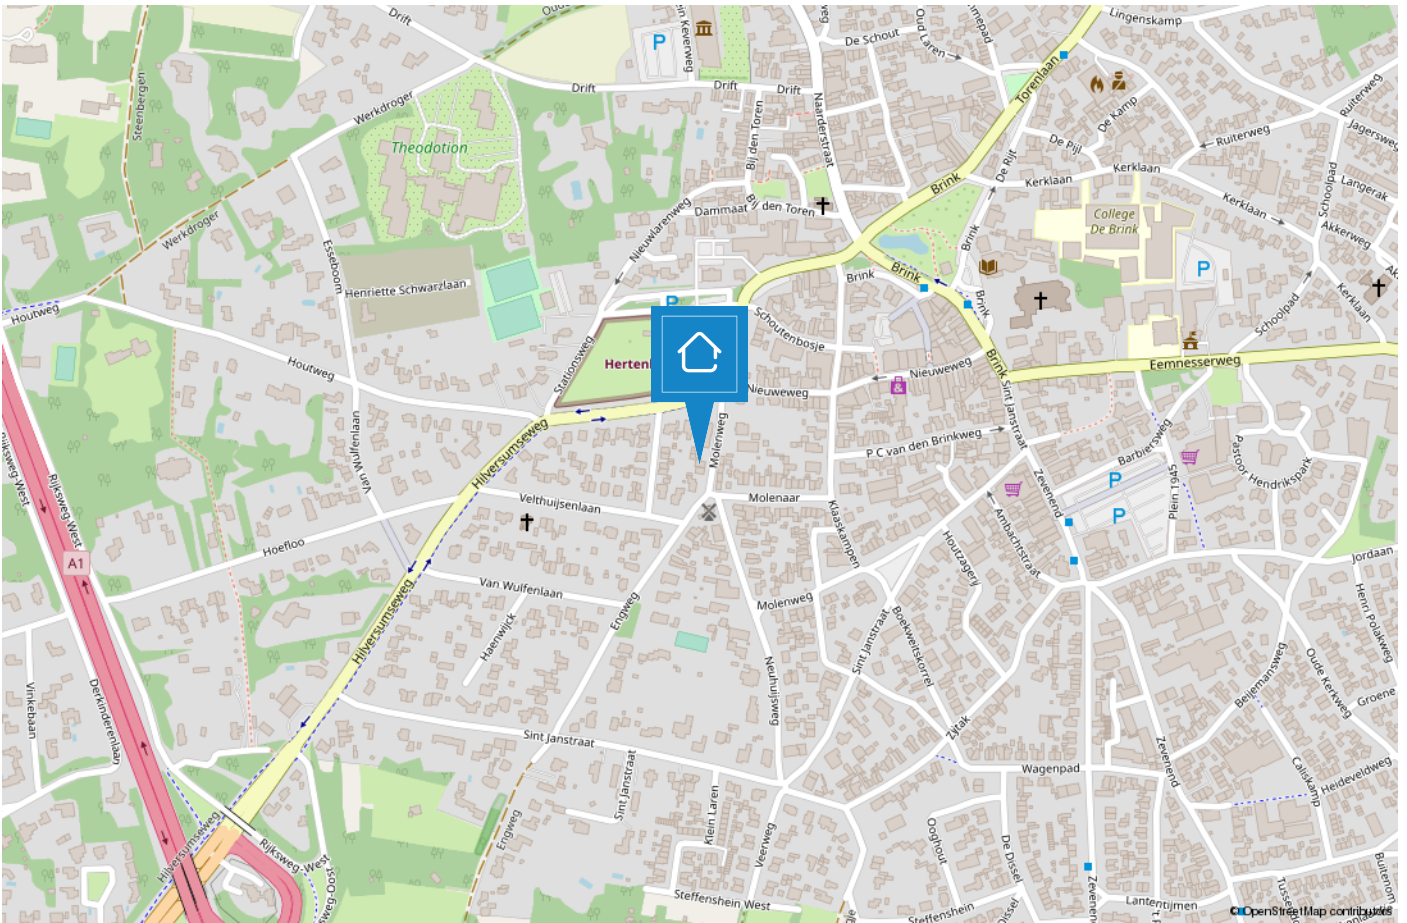 Drift
Lingenskamp
De Schout
Oud Laren
P
Drift
Drift
Drift
Torenlaan
Ruiterweg
Steenbergen
Werkdroger
Naarderstraat
Bij den Toren
De Kamp
Jagersweg
Theodotion
De Pijl
Ruiterweg
De Rijt
Kerklaan
Kerklaan
Brink
Schoolpad
Langerak
Werkdroger
Nieuwlarenweg
Dammaat
Bij den Toren
Kerklaan
College
De Brink
Akkerweg
Esseboom
Brink
Brink
Brink
P
Henriette Schwarzlaan
Houtweg
P
Brink
Schoolpad
Kerklaan
Schoutenbosje
Stationsweg
Houtweg
Brink
Eemnesserweg
Nieuweweg
Nieuweweg
Sint Janstraat
Van Wulfenlaan
Hilversumseweg
Molenweg
P C van den Brinkweg
Barbiersweg
Pastoor Hendrikspark
Rijksweg-West
Rijksweg-West
Zevenend
P
P
Plein 1945
Velthuijsenlaan
Molenaar
Klaaskampen
Ambachtstraat
Houtzagerij
Hoefloo
Jordaan
A1
Van Wulfenlaan
Hilversumseweg
Haenwijck
Engweg
Molenweg
Sint Janstraat
Boekweitskorrel
Henri Polakweg
Neuhuijsweg
Beijemansweg
Oude Kerkweg
Groene
Vinkebaan
Derkinderenlaan
Sint Janstraat
Zijtak
Zevenend
Wagenpad
Caliskamp
Heideveldweg
Sint Janstraat
Klein Laren
Engweg
Veerweg
Ooghout
De Dissel
Hilversumseweg
Rijksweg-West
Steffenshein West
Steffenshein
Lantentijmen
© OpenStreetMap contributors